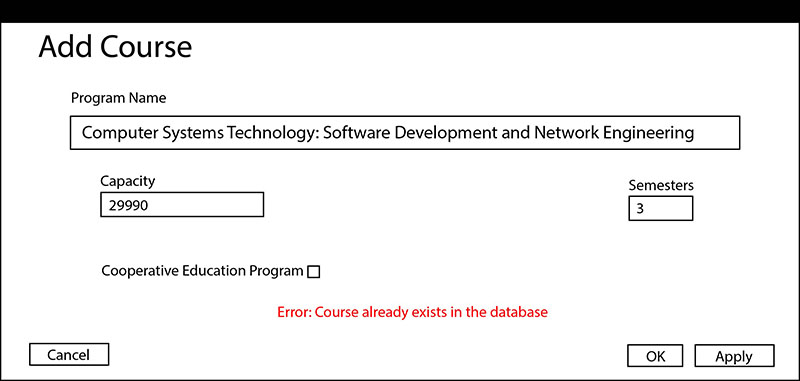 Add Course
Program Name
Computer Systems Technology: Software Development and Network Engineering
Capacity
Semesters
29990
3
Cooperative Education Program
Error: Course already exists in the database
Cancel
OK
Apply